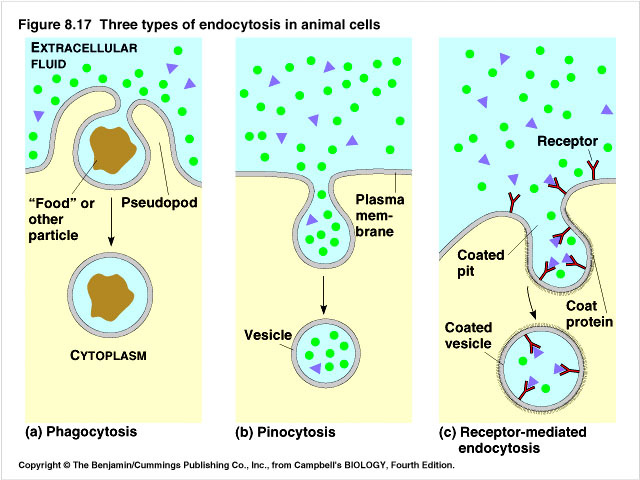 Figure 8.17 Three types of endocytosis in animal cells
EXTRACELLULAR
FLUID
"Food" or
other
particle
Pseudopod
CYTOPLASM
(a) Phagocytosis
Plasma
mem-
brane
Vesicle
(b) Pinocytosis
Receptor
Coated
pit
Coat
protein
Coated
vesicle
(c) Receptor-mediated
endocytosis
Copyright © The Benjamin/Cummings Publishing Co., Inc., from Campbell's BIOLOGY, Fourth Edition.